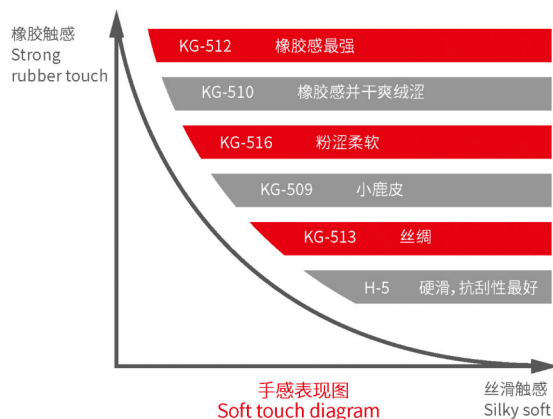 橡胶触感
Strong
rubber touch
KG-512 橡胶感最强
KG-510 橡胶感并干爽绒涩
KG-516 粉涩柔软
KG-509 小鹿皮
KG-513 丝绸
H-5 硬滑,抗刮性最好
手感表现图
Soft touch diagram
丝滑触感
Silky soft